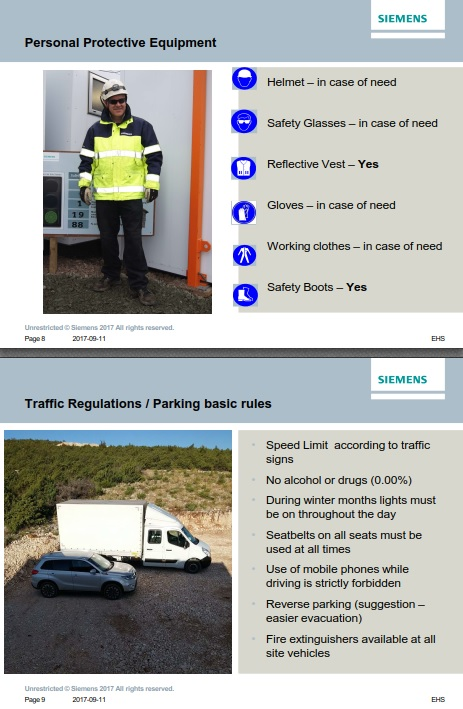 SIEMENS
Personal Protective Equipment
Helmet – in case of need
Safety Glasses – in case of need
Reflective Vest – Yes
Gloves – in case of need
Working clothes – in case of need
Safety Boots – Yes
1
19
88
Unrestricted © Siemens 2017 All rights reserved.
Page 8 2017-09-11 EHS
SIEMENS
Traffic Regulations / Parking basic rules
Speed Limit according to traffic
signs
No alcohol or drugs (0.00%)
During winter months lights must
be on throughout the day
Seatbelts on all seats must be
used at all times
Use of mobile phones while
driving is strictly forbidden
Reverse parking (suggestion –
easier evacuation)
Fire extinguishers available at all
site vehicles
Unrestricted © Siemens 2017 All rights reserved.
Page 9 2017-09-11 EHS